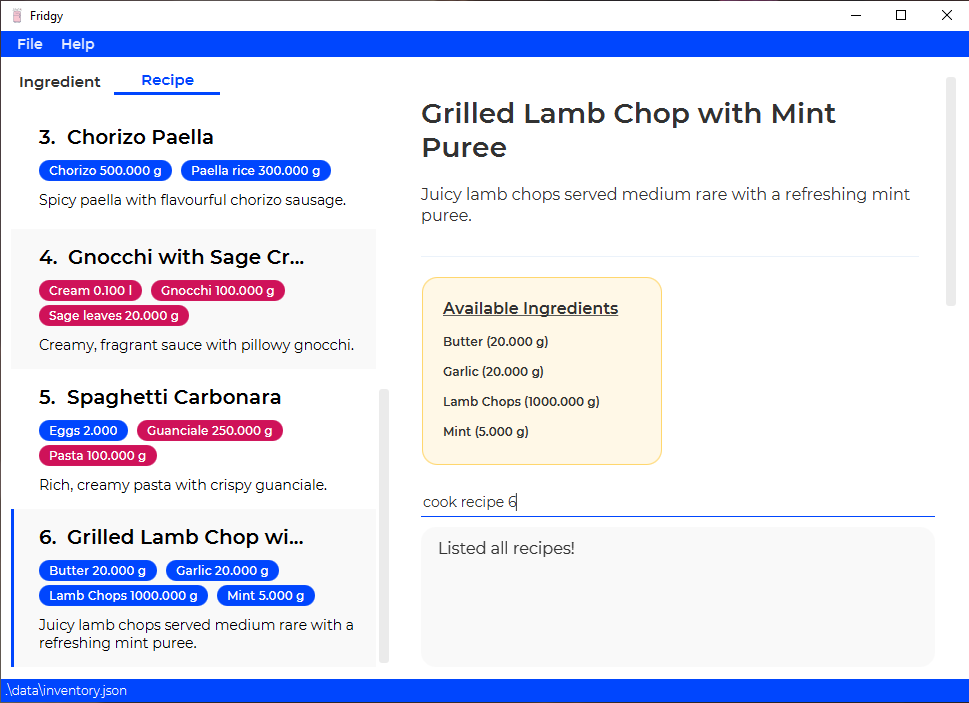 Fridgy
File Help
Ingredient Recipe
3. Chorizo Paella
Chorizo 500.000 g Paella rice 300.000 g
Spicy paella with flavourful chorizo sausage.
4. Gnocchi with Sage Cr...
Cream 0.100 l Gnocchi 100.000 g
Sage leaves 20.000 g
Creamy, fragrant sauce with pillowy gnocchi.
5. Spaghetti Carbonara
Eggs 2.000 Guanciale 250.000 g
Pasta 100.000 g
Rich, creamy pasta with crispy guanciale.
6. Grilled Lamb Chop wi...
Butter 20.000 g Garlic 20.000 g
Lamb Chops 1000.000 g Mint 5.000 g
Juicy lamb chops served medium rare with a
refreshing mint puree.
Grilled Lamb Chop with Mint
Puree
Juicy lamb chops served medium rare with a refreshing mint
puree.
Available Ingredients
Butter (20.000 g)
Garlic (20.000 g)
Lamb Chops (1000.000 g)
Mint (5.000 g)
cook recipe 6
Listed all recipes!
.\data\inventory.json